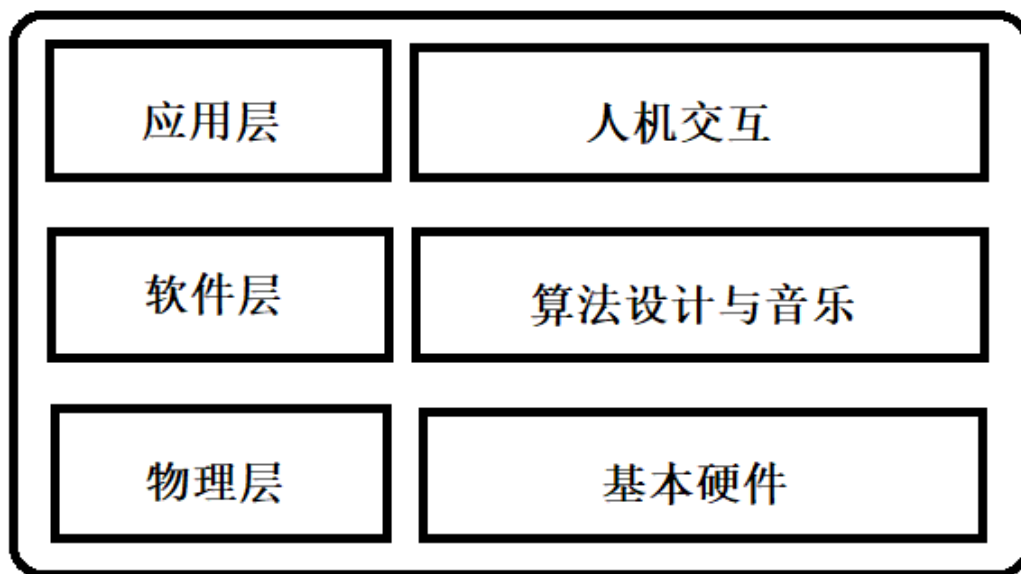 应用层
人机交互
软件层
算法设计与音乐
物理层
基本硬件